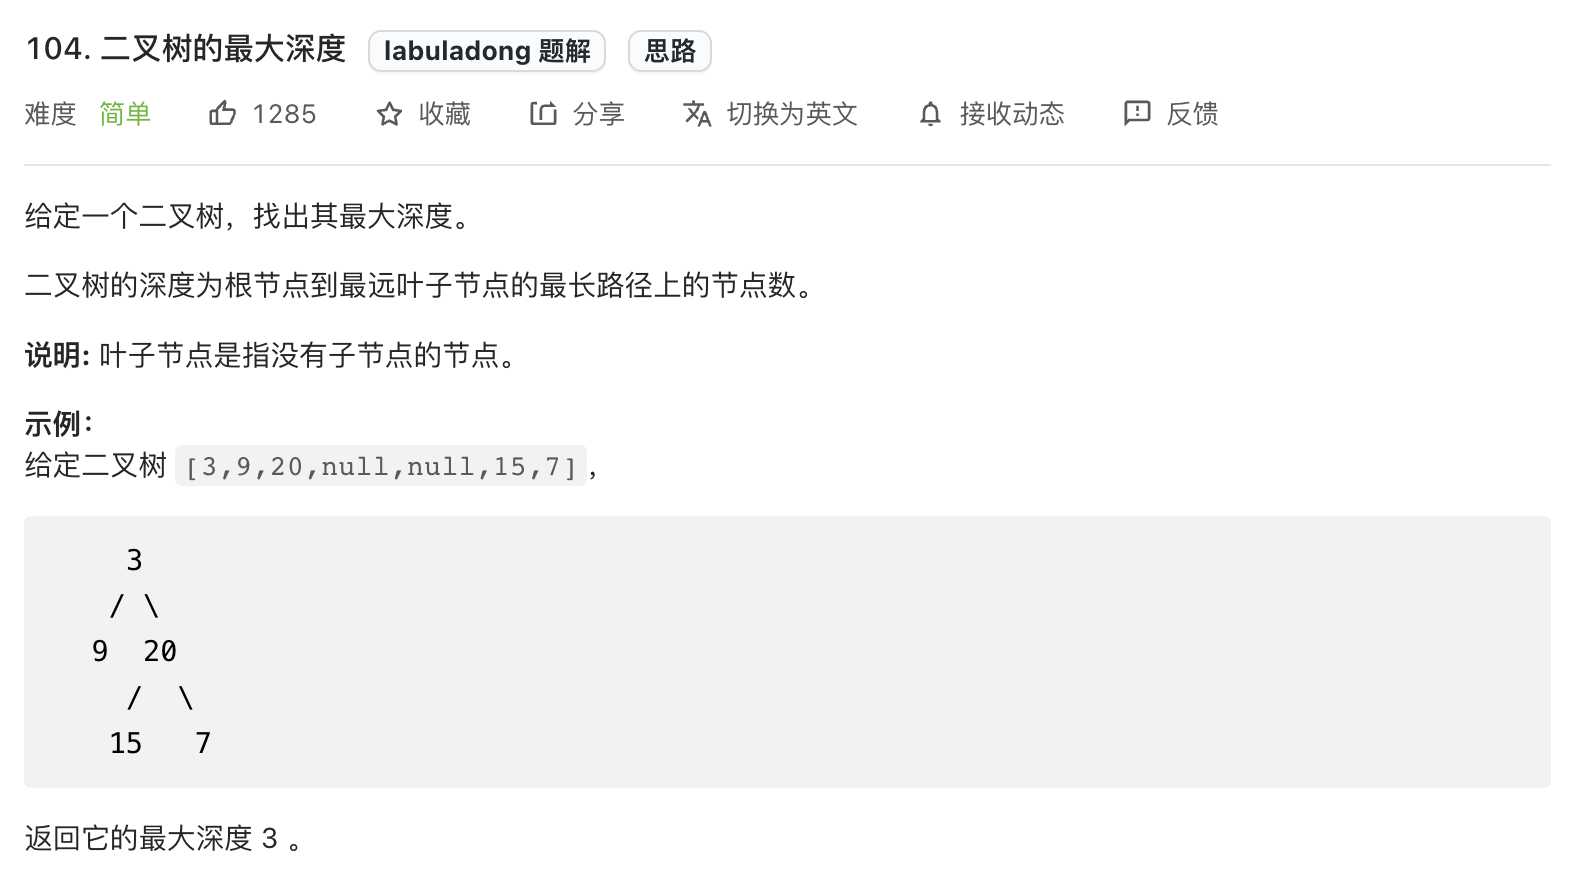 104. 二叉树的最大深度 labuladong 题解 思路
难度 简单 1285 收藏 分享 切换为英文 接收动态 反馈
给定一个二叉树，找出其最大深度。
二叉树的深度为根节点到最远叶子节点的最长路径上的节点数。
说明: 叶子节点是指没有子节点的节点。
示例：
给定二叉树 [3,9,20,null,null,15,7]，
3
/ \
9 20
/ \
15 7
返回它的最大深度 3 。